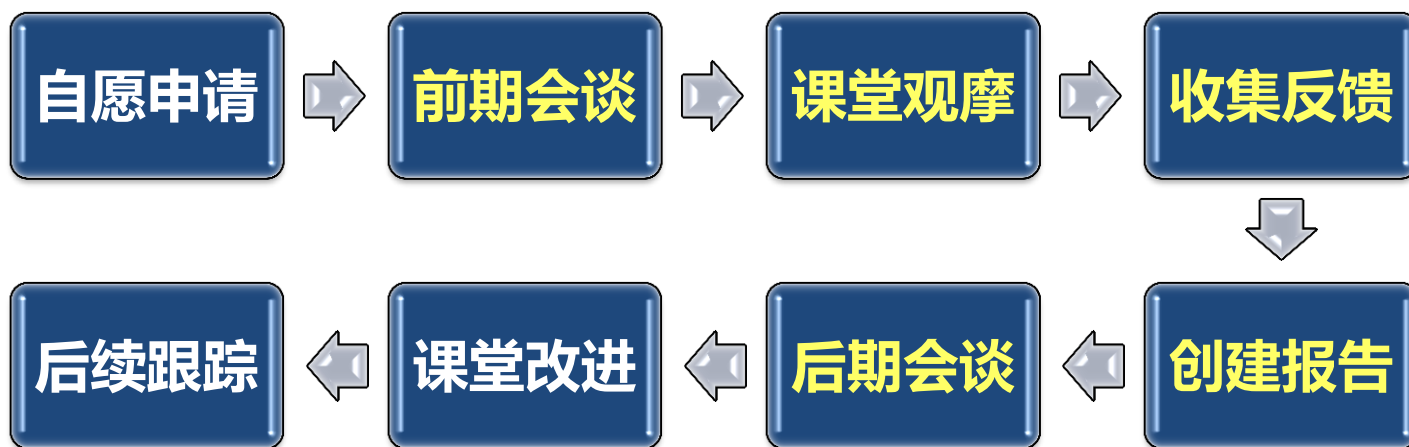 自愿申请
前期会谈
课堂观摩
收集反馈
创建报告
后期会谈
课堂改进
后续跟踪